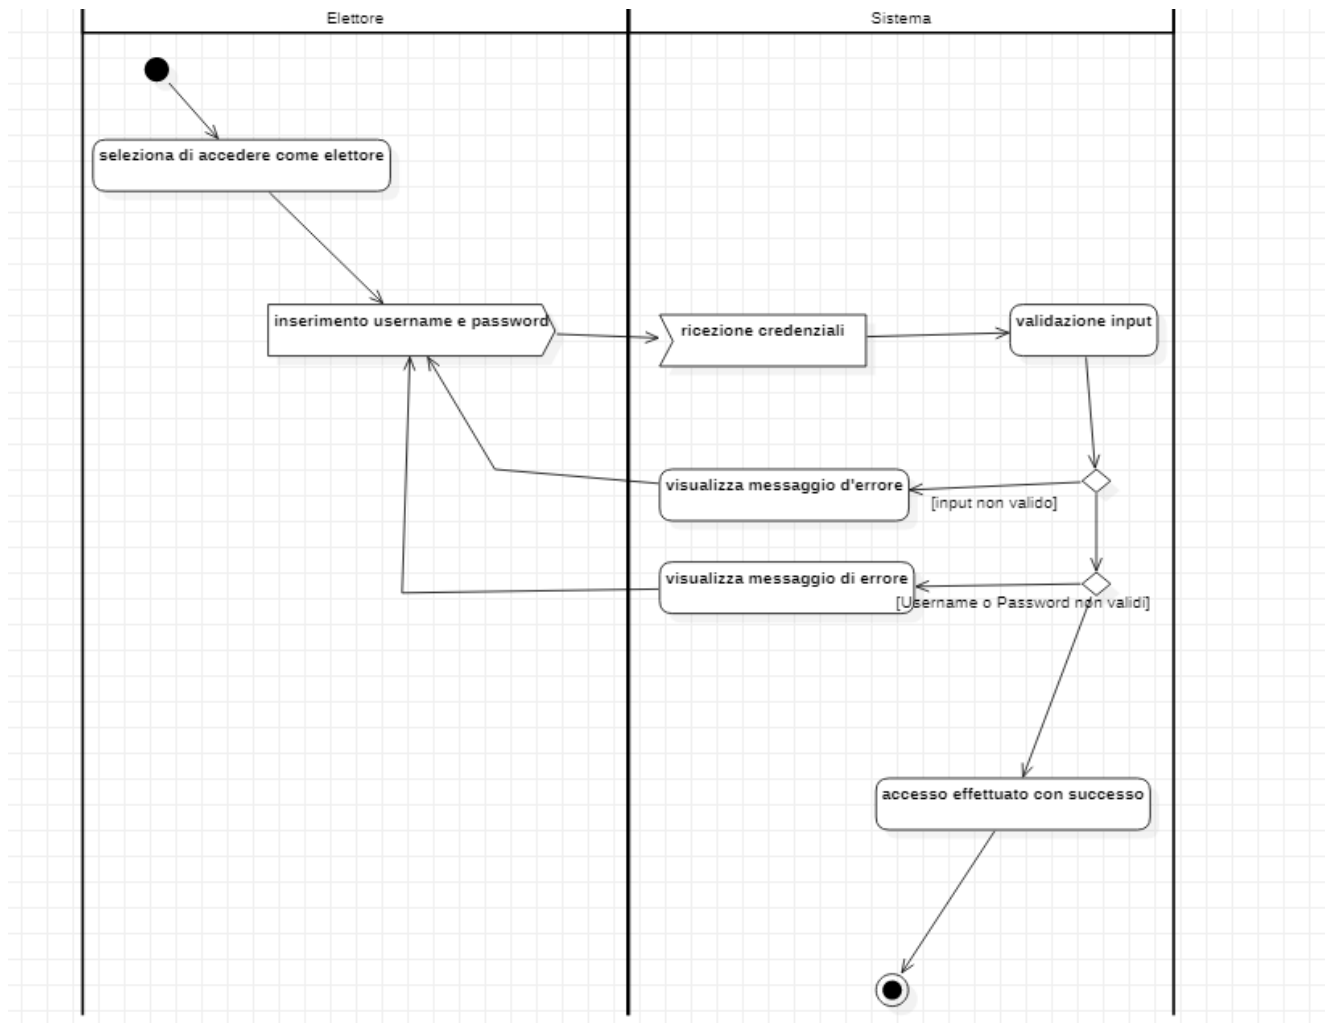 Elettore
Sistema
seleziona di accedere come elettore
inserimento username e password
ricezione credenziali
validazione input
visualizza messaggio d'errore
[input non valido]
visualizza messaggio di errore
[Username o Password non validi]
accesso effettuato con successo